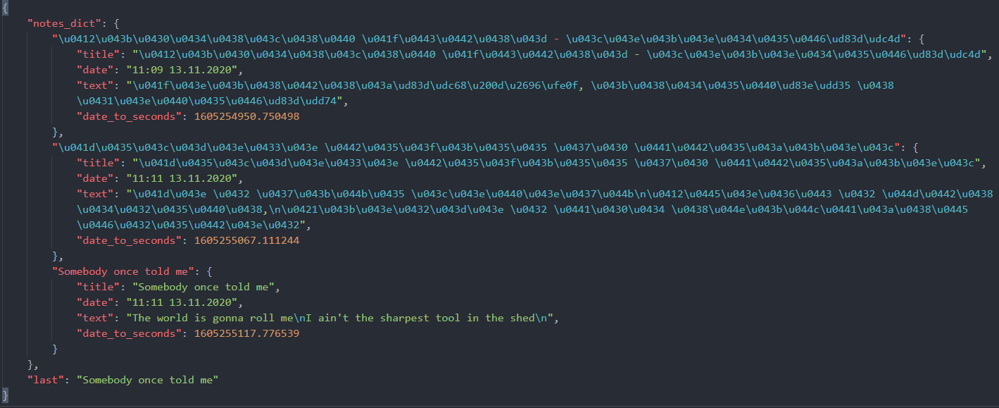 {
"notes_dict": {
"\u0412\u043b\u0430\u0434\u0438\u043c\u0438\u0440 \u041f\u0443\u0442\u0438\u043d - \u043c\u043e\u043b\u043e\u0434\u0435\u0446\ud83d\udc4d": {
"title": "\u0412\u043b\u0430\u0434\u0438\u043c\u0438\u0440 \u041f\u0443\u0442\u0438\u043d - \u043c\u043e\u043b\u043e\u0434\u0435\u0446\ud83d\udc4d",
"date": "11:09 13.11.2020",
"text": "\u041f\u043e\u043b\u0438\u0442\u0438\u043a\ud83d\udc68\u200d\u2696\ufe0f, \u043b\u0438\u0434\u0435\u0440\ud83e\udd35 \u0438
\u0431\u043e\u0440\u0435\u0446\ud83d\udd74",
"date_to_seconds": 1605254950.750498
},
"\u041d\u0435\u043c\u043d\u043e\u0433\u043e \u0442\u0435\u043f\u043b\u0435\u0435 \u0437\u0430 \u0441\u0442\u0435\u043a\u043b\u043e\u043c": {
"title": "\u041d\u0435\u043c\u043d\u043e\u0433\u043e \u0442\u0435\u043f\u043b\u0435\u0435 \u0437\u0430 \u0441\u0442\u0435\u043a\u043b\u043e\u043c",
"date": "11:11 13.11.2020",
"text": "\u041d\u043e \u0432 \u0437\u043b\u044b\u0435 \u043c\u043e\u0440\u043e\u0437\u044b\n\u0412\u0445\u043e\u0436\u0443 \u0432 \u044d\u0442\u0438
\u0434\u0432\u0435\u0440\u0438,\n\u0421\u043b\u043e\u0432\u043d\u043e \u0432 \u0441\u0430\u0434 \u0438\u044e\u043b\u044c\u0441\u043a\u0438\u0445
\u0446\u0432\u0435\u0442\u043e\u0432",
"date_to_seconds": 1605255067.111244
},
"Somebody once told me": {
"title": "Somebody once told me",
"date": "11:11 13.11.2020",
"text": "The world is gonna roll me\nI ain't the sharpest tool in the shed\n",
"date_to_seconds": 1605255117.776539
}
},
"last": "Somebody once told me"
}